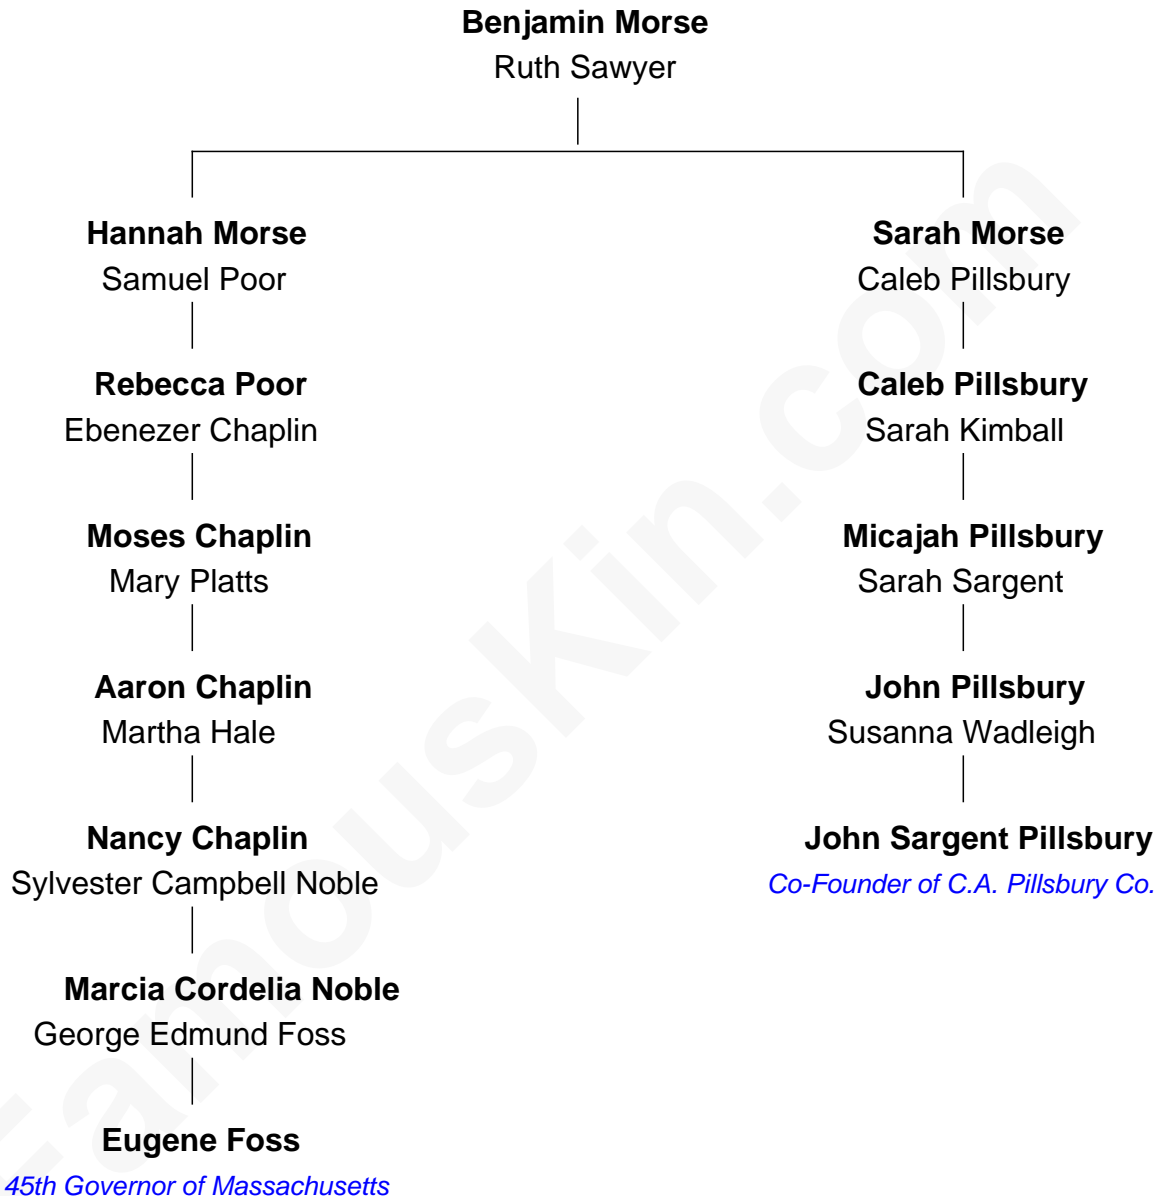 Benjamin Morse
Ruth Sawyer
Hannah Morse
Samuel Poor
Sarah Morse
Caleb Pillsbury
Rebecca Poor
Ebenezer Chaplin
Caleb Pillsbury
Sarah Kimball
Moses Chaplin
Mary Platts
Micajah Pillsbury
Sarah Sargent
Aaron Chaplin
Martha Hale
John Pillsbury
Susanna Wadleigh
Nancy Chaplin
Sylvester Campbell Noble
John Sargent Pillsbury
Co-Founder of C.A. Pillsbury Co.
Marcia Cordelia Noble
George Edmund Foss
Eugene Foss
45th Governor of Massachusetts
FamousKin.com